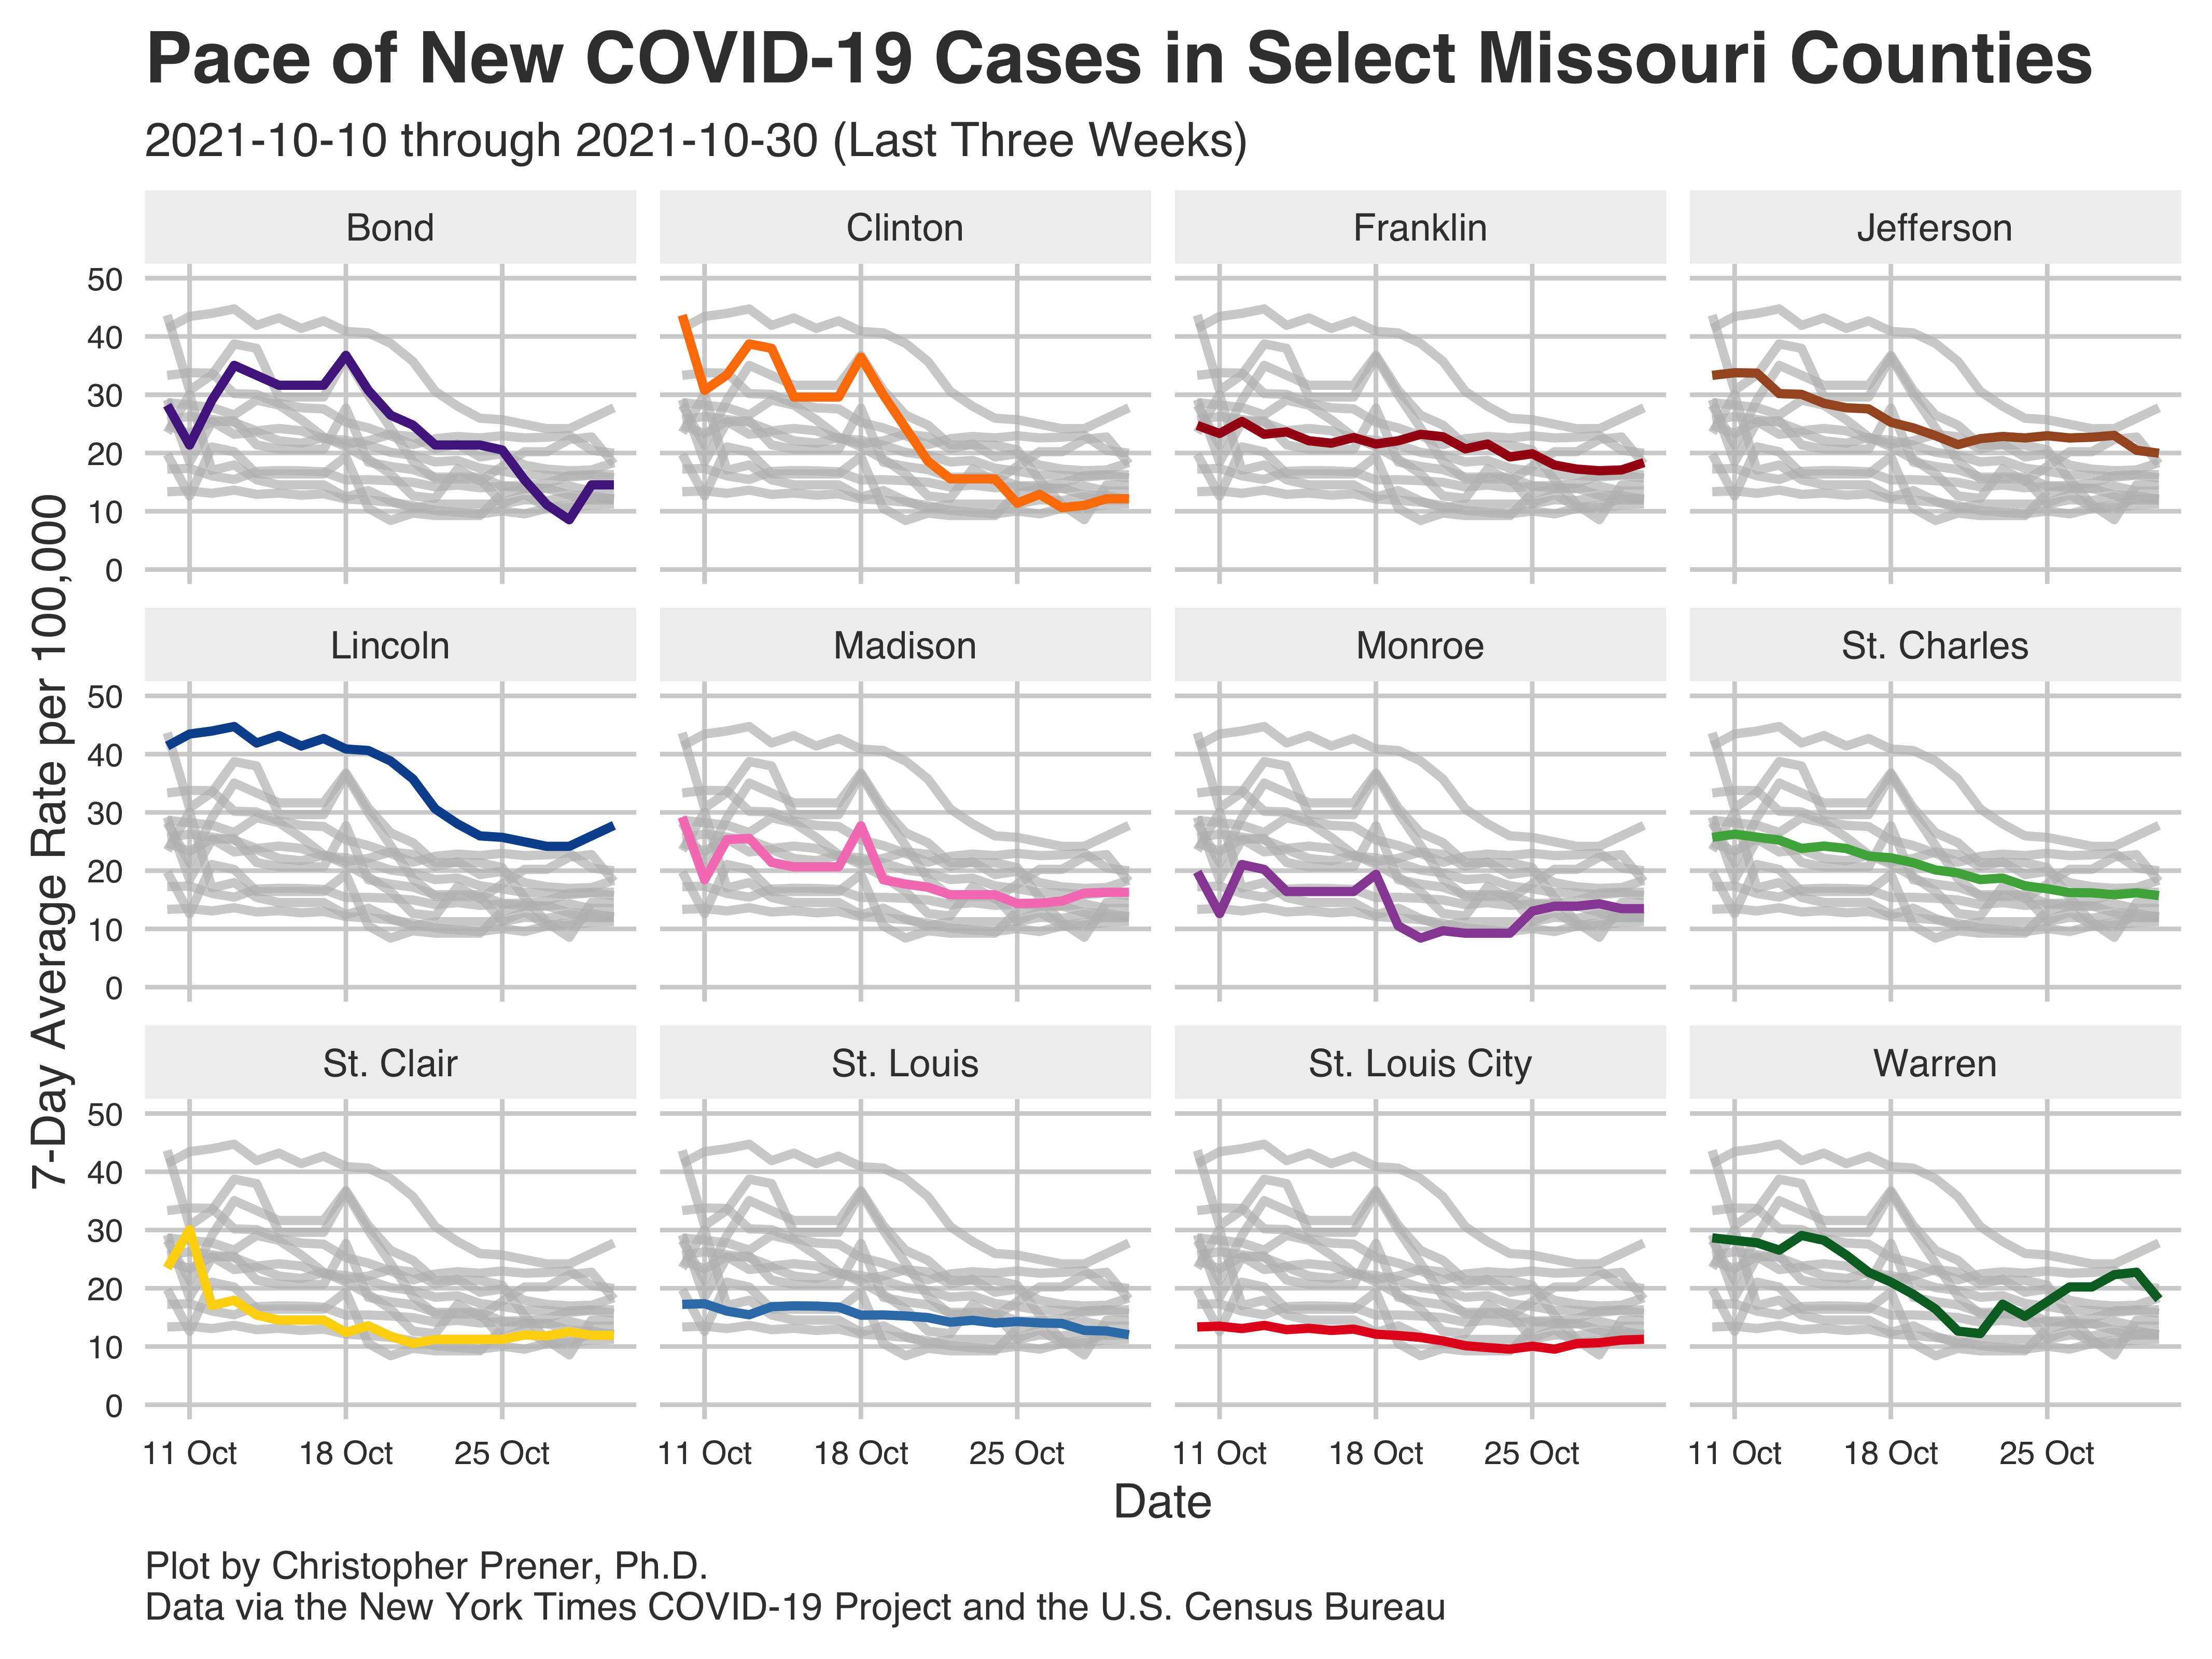 Pace of New COVID-19 Cases in Select Missouri Counties
2021-10-10 through 2021-10-30 (Last Three Weeks)
7-Day Average Rate per 100,000
Bond
Clinton
Franklin
Jefferson
50
40
30
20
10
0
Lincoln
Madison
Monroe
St. Charles
50
40
30
20
10
0
St. Clair
St. Louis
St. Louis City
Warren
50
40
30
20
10
0
11 Oct 18 Oct 25 Oct
11 Oct 18 Oct 25 Oct
11 Oct 18 Oct 25 Oct
11 Oct 18 Oct 25 Oct
Date
Plot by Christopher Prener, Ph.D.
Data via the New York Times COVID-19 Project and the U.S. Census Bureau